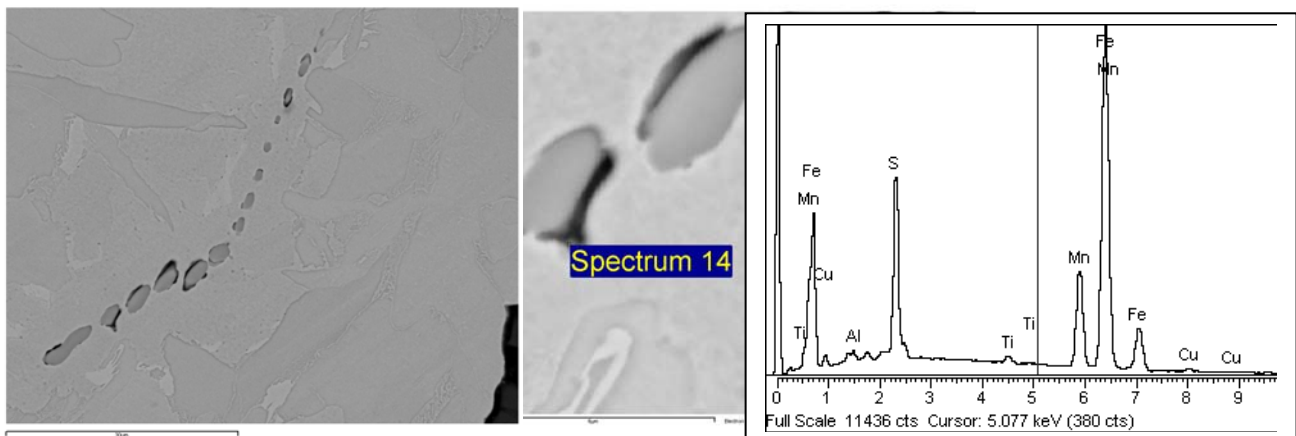 Spectrum 14
Electron
Fe
Mn
Fe
S
Mn
Mn
Cu
Fe
Ti
Ti
Al
Ti
Cu
Cu
0 1 2 3 4 5 6 7 8 9
Full Scale 11436 cts Cursor: 5.077 keV (380 cts)